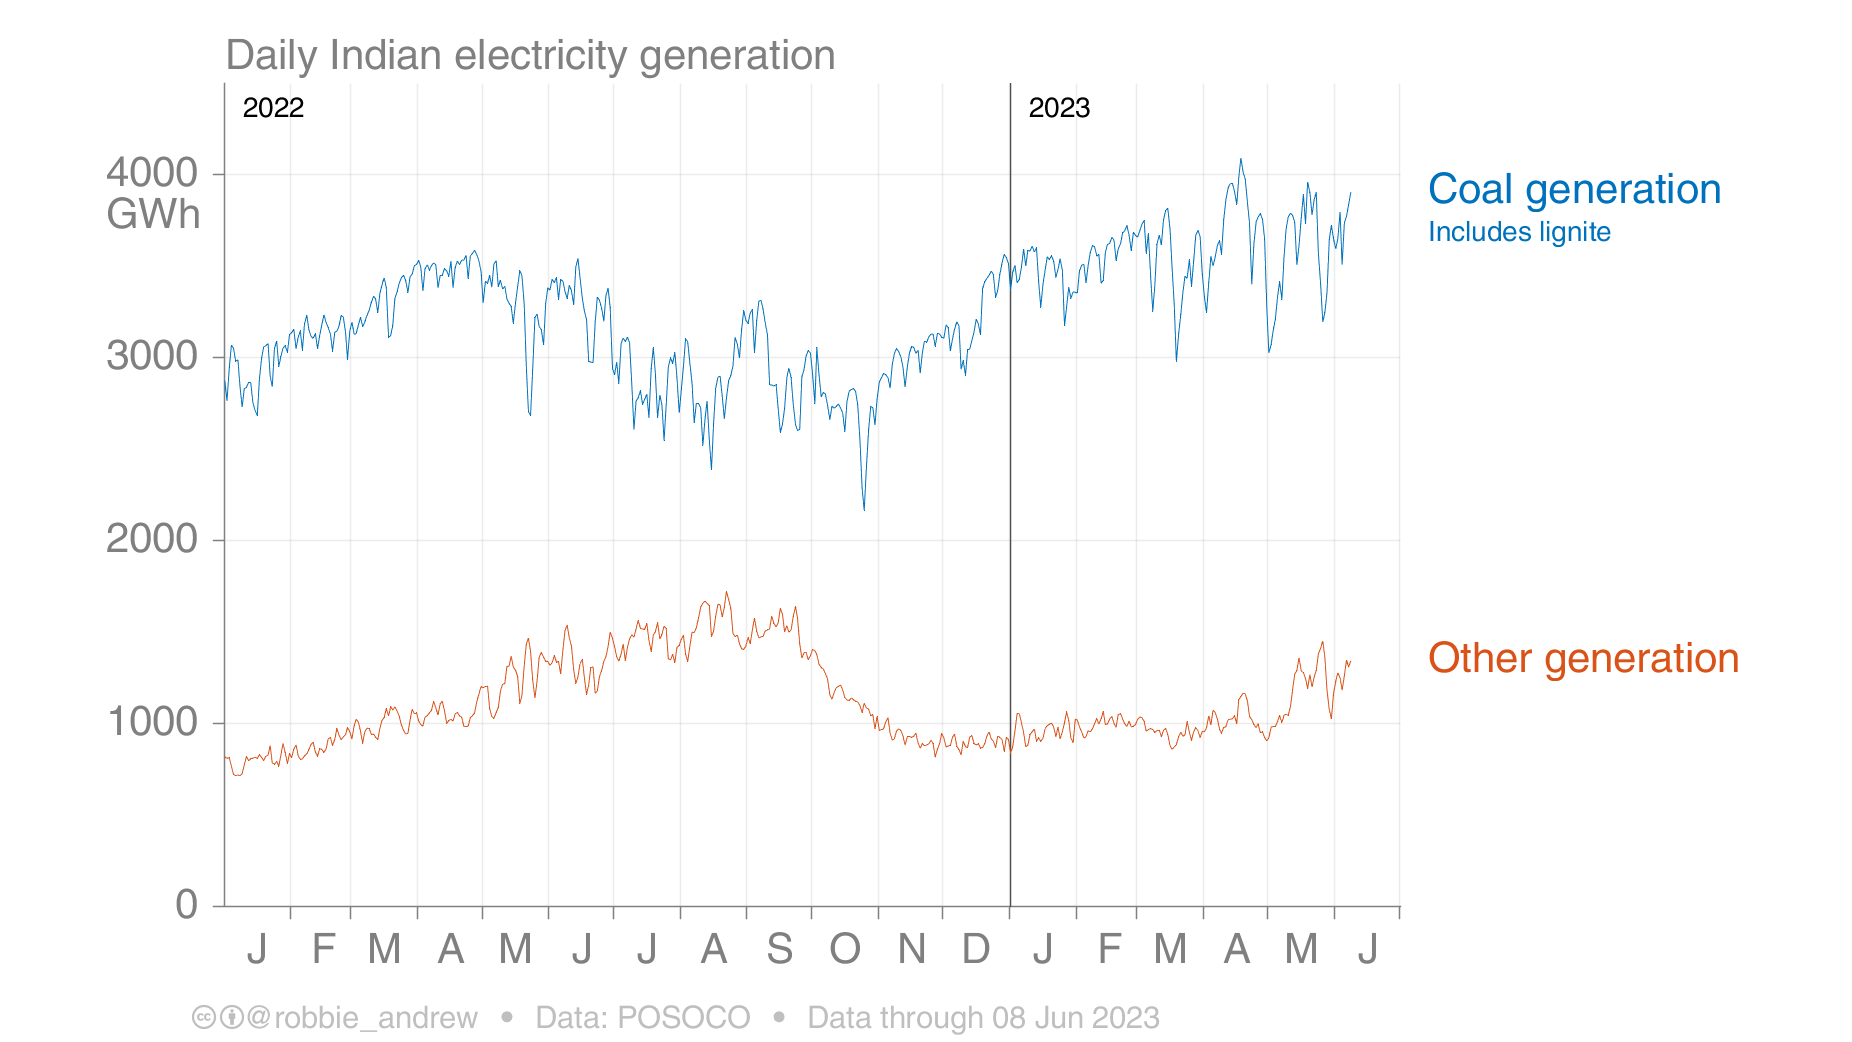 Daily Indian electricity generation
2022
2023
4000
GWh
3000
2000
1000
0
Coal generation
Includes lignite
Other generation
J F M A M J J A S O N D J F M A M J
@robbie_andrew • Data: POSOCO • Data through 08 Jun 2023